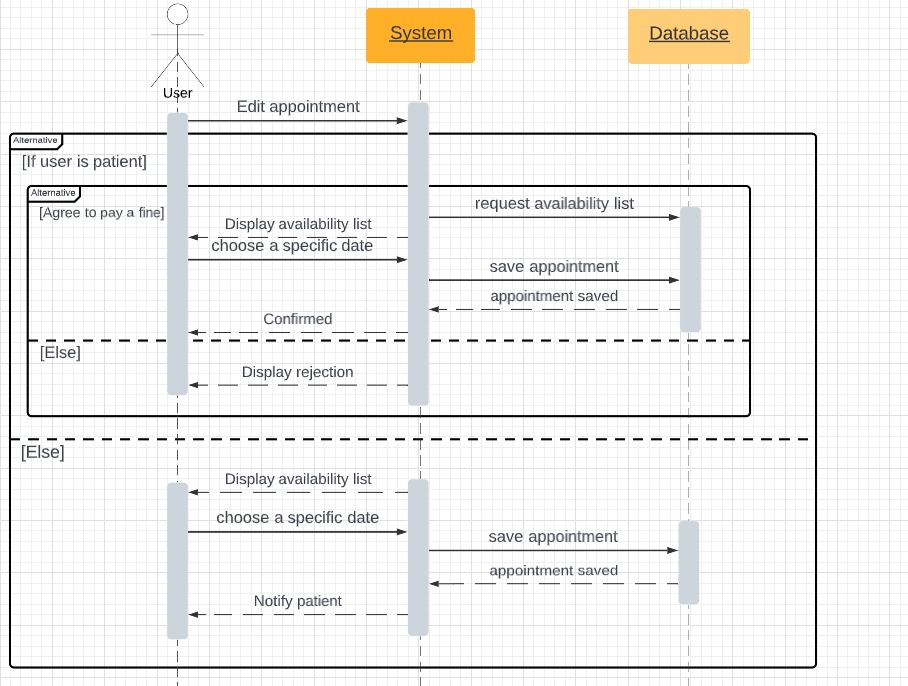 System
Database
User
Edit appointment
Alternative
[If user is patient]
Alternative
[Agree to pay a fine]
request availability list
Display availability list
choose a specific date
save appointment
appointment saved
Confirmed
[Else]
Display rejection
[Else]
Display availability list
choose a specific date
save appointment
appointment saved
Notify patient